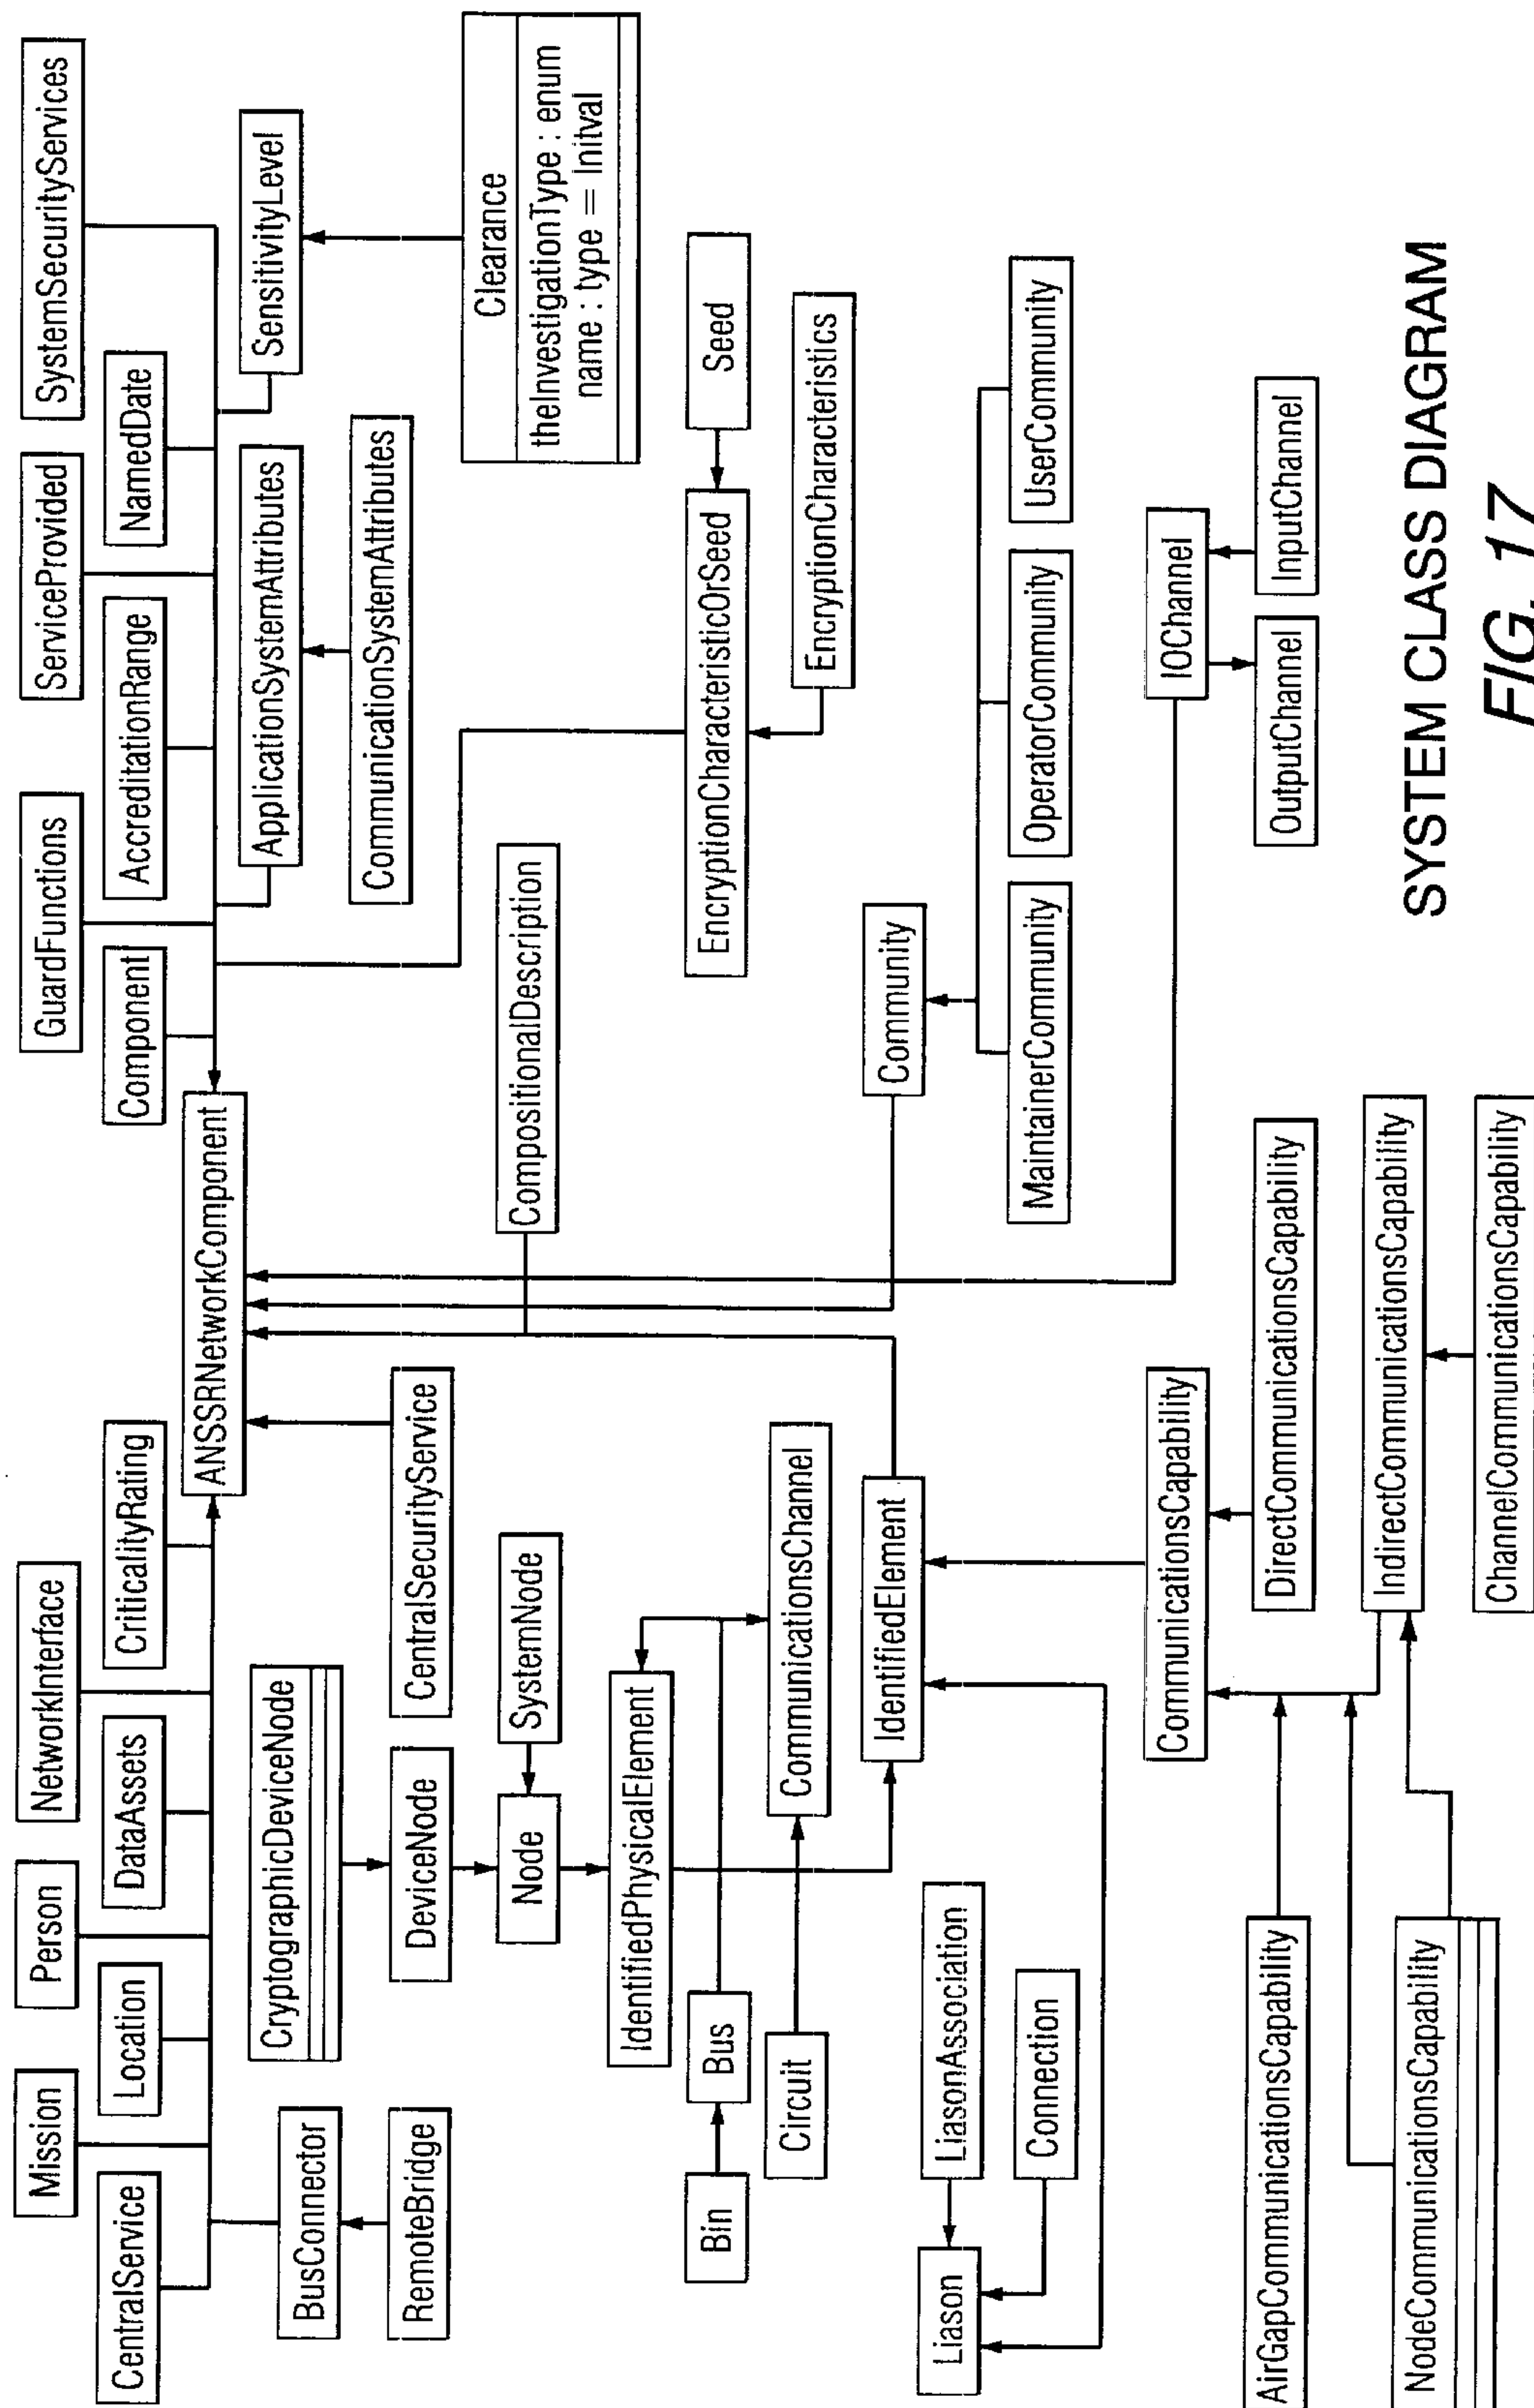 Mission
Person
NetworkInterface
GuardFunctions
ServiceProvided
SystemSecurityServices
CentralService
Location
DataAssets
CriticalityRating
Component
AccreditationRange
NamedDate
ANSSRNetworkComponent
BusConnector
CryptographicDeviceNode
ApplicationSystemAttributes
SensitivityLevel
RemoteBridge
DeviceNode
CentralSecurityService
CommunicationSystemAttributes
Node
SystemNode
CompositionalDescription
Clearance
theInvestigationType : enum
name : type = Initval
IdentifiedPhysicalElement
Bin
Bus
EncryptionCharacteristicOrSeed
Seed
Circuit
CommunicationsChannel
EncryptionCharacteristics
IdentifiedElement
Community
Liason
LiasonAssociation
Connection
MaintainerCommunity
OperatorCommunity
UserCommunity
CommunicationsCapability
IOChannel
AirGapCommunicationsCapability
DirectCommunicationsCapability
OutputChannel
InputChannel
IndirectCommunicationsCapability
NodeCommunicationsCapability
ChannelCommunicationsCapability
SYSTEM CLASS DIAGRAM
FIG. 17